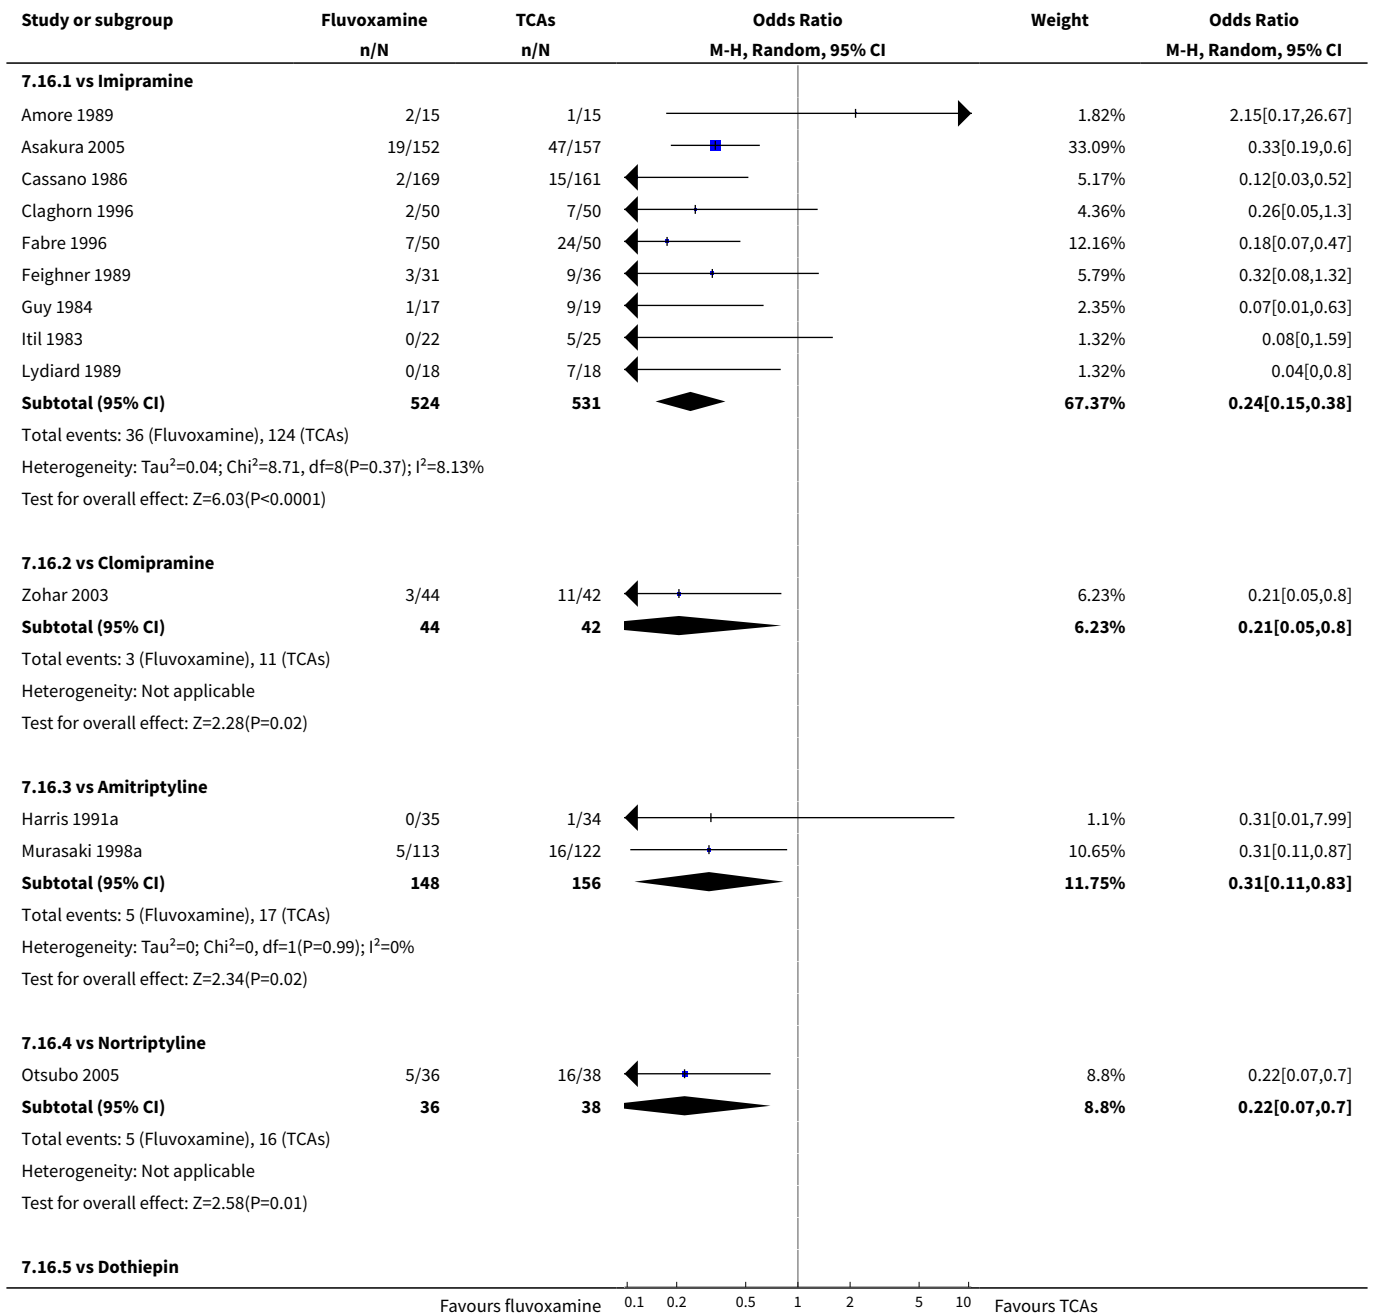 Study or subgroup Fluvoxamine TCAs Odds Ratio Weight Odds Ratio
n/N n/N M-H, Random, 95% CI M-H, Random, 95% CI
7.16.1 vs Imipramine
Amore 1989 2/15 1/15 1.82% 2.15[0.17,26.67]
Asakura 2005 19/152 47/157 33.09% 0.33[0.19,0.6]
Cassano 1986 2/169 15/161 5.17% 0.12[0.03,0.52]
Claghorn 1996 2/50 7/50 4.36% 0.26[0.05,1.3]
Fabre 1996 7/50 24/50 12.16% 0.18[0.07,0.47]
Feighner 1989 3/31 9/36 5.79% 0.32[0.08,1.32]
Guy 1984 1/17 9/19 2.35% 0.07[0.01,0.63]
Itil 1983 0/22 5/25 1.32% 0.08[0,1.59]
Lydiard 1989 0/18 7/18 1.32% 0.04[0,0.8]
Subtotal (95% CI) 524 531 67.37% 0.24[0.15,0.38]
Total events: 36 (Fluvoxamine), 124 (TCAs)
Heterogeneity: Tau²=0.04; Chi²=8.71, df=8(P=0.37); I²=8.13%
Test for overall effect: Z=6.03(P<0.0001)
7.16.2 vs Clomipramine
Zohar 2003 3/44 11/42 6.23% 0.21[0.05,0.8]
Subtotal (95% CI) 44 42 6.23% 0.21[0.05,0.8]
Total events: 3 (Fluvoxamine), 11 (TCAs)
Heterogeneity: Not applicable
Test for overall effect: Z=2.28(P=0.02)
7.16.3 vs Amitriptyline
Harris 1991a 0/35 1/34 1.1% 0.31[0.01,7.99]
Murasaki 1998a 5/113 16/122 10.65% 0.31[0.11,0.87]
Subtotal (95% CI) 148 156 11.75% 0.31[0.11,0.83]
Total events: 5 (Fluvoxamine), 17 (TCAs)
Heterogeneity: Tau²=0; Chi²=0, df=1(P=0.99); I²=0%
Test for overall effect: Z=2.34(P=0.02)
7.16.4 vs Nortriptyline
Otsubo 2005 5/36 16/38 8.8% 0.22[0.07,0.7]
Subtotal (95% CI) 36 38 8.8% 0.22[0.07,0.7]
Total events: 5 (Fluvoxamine), 16 (TCAs)
Heterogeneity: Not applicable
Test for overall effect: Z=2.58(P=0.01)
7.16.5 vs Dothiepin
Favours fluvoxamine 0.1 0.2 0.5 1 2 5 10 Favours TCAs